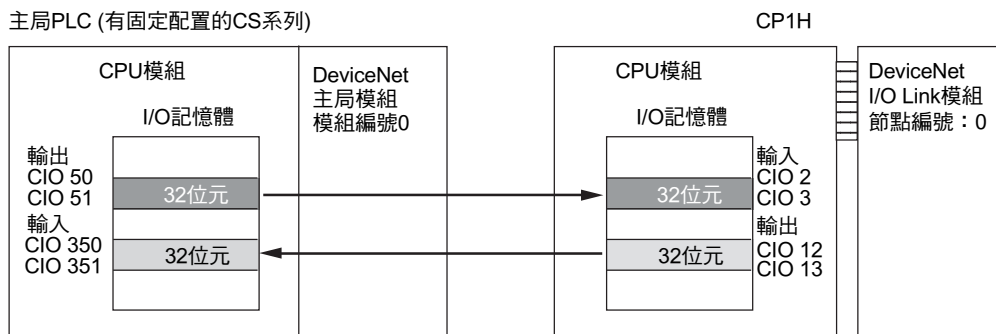 主局PLC (有固定配置的CS系列)
CP1H
CPU模組
DeviceNet
主局模組
模組編號0
I/O記憶體
輸出
CIO 50
CIO 51
32位元
輸入
CIO 350
CIO 351
32位元
CPU模組
I/O記憶體
輸入
CIO 2
CIO 3
32位元
輸出
CIO 12
CIO 13
32位元
DeviceNet
I/O Link模組
節點編號：0